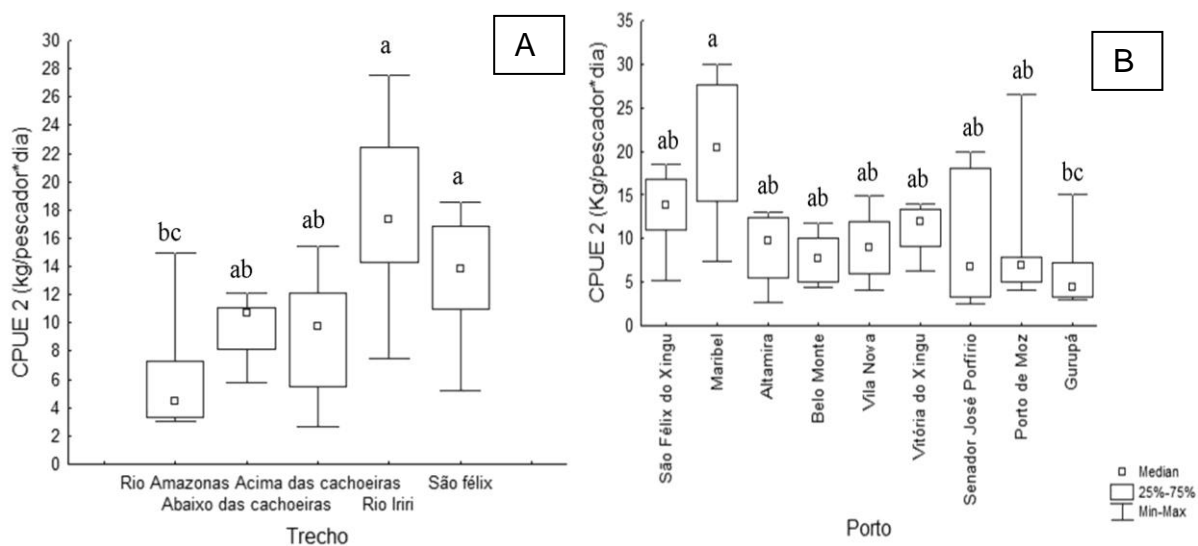 A
CPUE 2 (kg/pescador*dia)
30
28
26
24
22
20
18
16
14
12
10
8
6
4
2
0
bc
ab
ab
a
a
Rio Amazonas
Abaixo das cachoeiras
Acima das cachoeiras
Rio Iriri
São félix
Trecho
B
CPUE 2 (Kg/pescador*dia)
35
30
25
20
15
10
5
0
ab
a
ab
ab
ab
ab
ab
ab
bc
São Félix do Xingu
Maribel
Altamira
Belo Monte
Vila Nova
Vitória do Xingu
Senador José Porfírio
Porto de Moz
Gurupá
Porto
Median
25%-75%
Min-Max